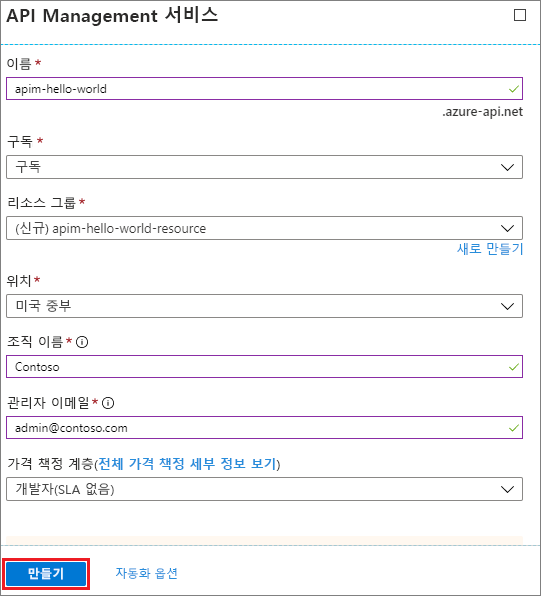 API Management 서비스
이름 *
apim-hello-world
.azure-api.net
구독 *
구독
리소스 그룹 *
(신규) apim-hello-world-resource
새로 만들기
위치 *
미국 중부
조직 이름 *
Contoso
관리자 이메일 *
admin@contoso.com
가격 책정 계층(전체 가격 책정 세부 정보 보기)
개발자(SLA 없음)
만들기 자동화 옵션